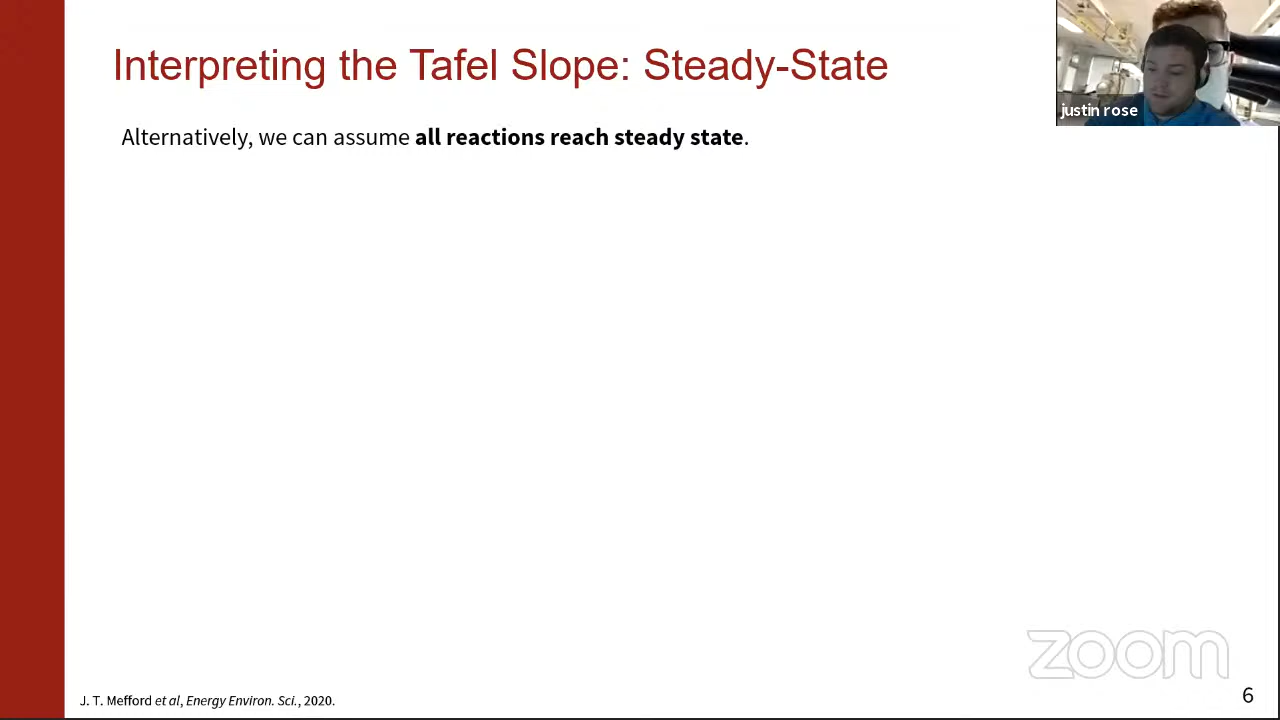 Interpreting the Tafel Slope: Steady-State
justin rose
Alternatively, we can assume all reactions reach steady state.
zoom
J. T. Mefford et al, Energy Environ. Sci., 2020.
6